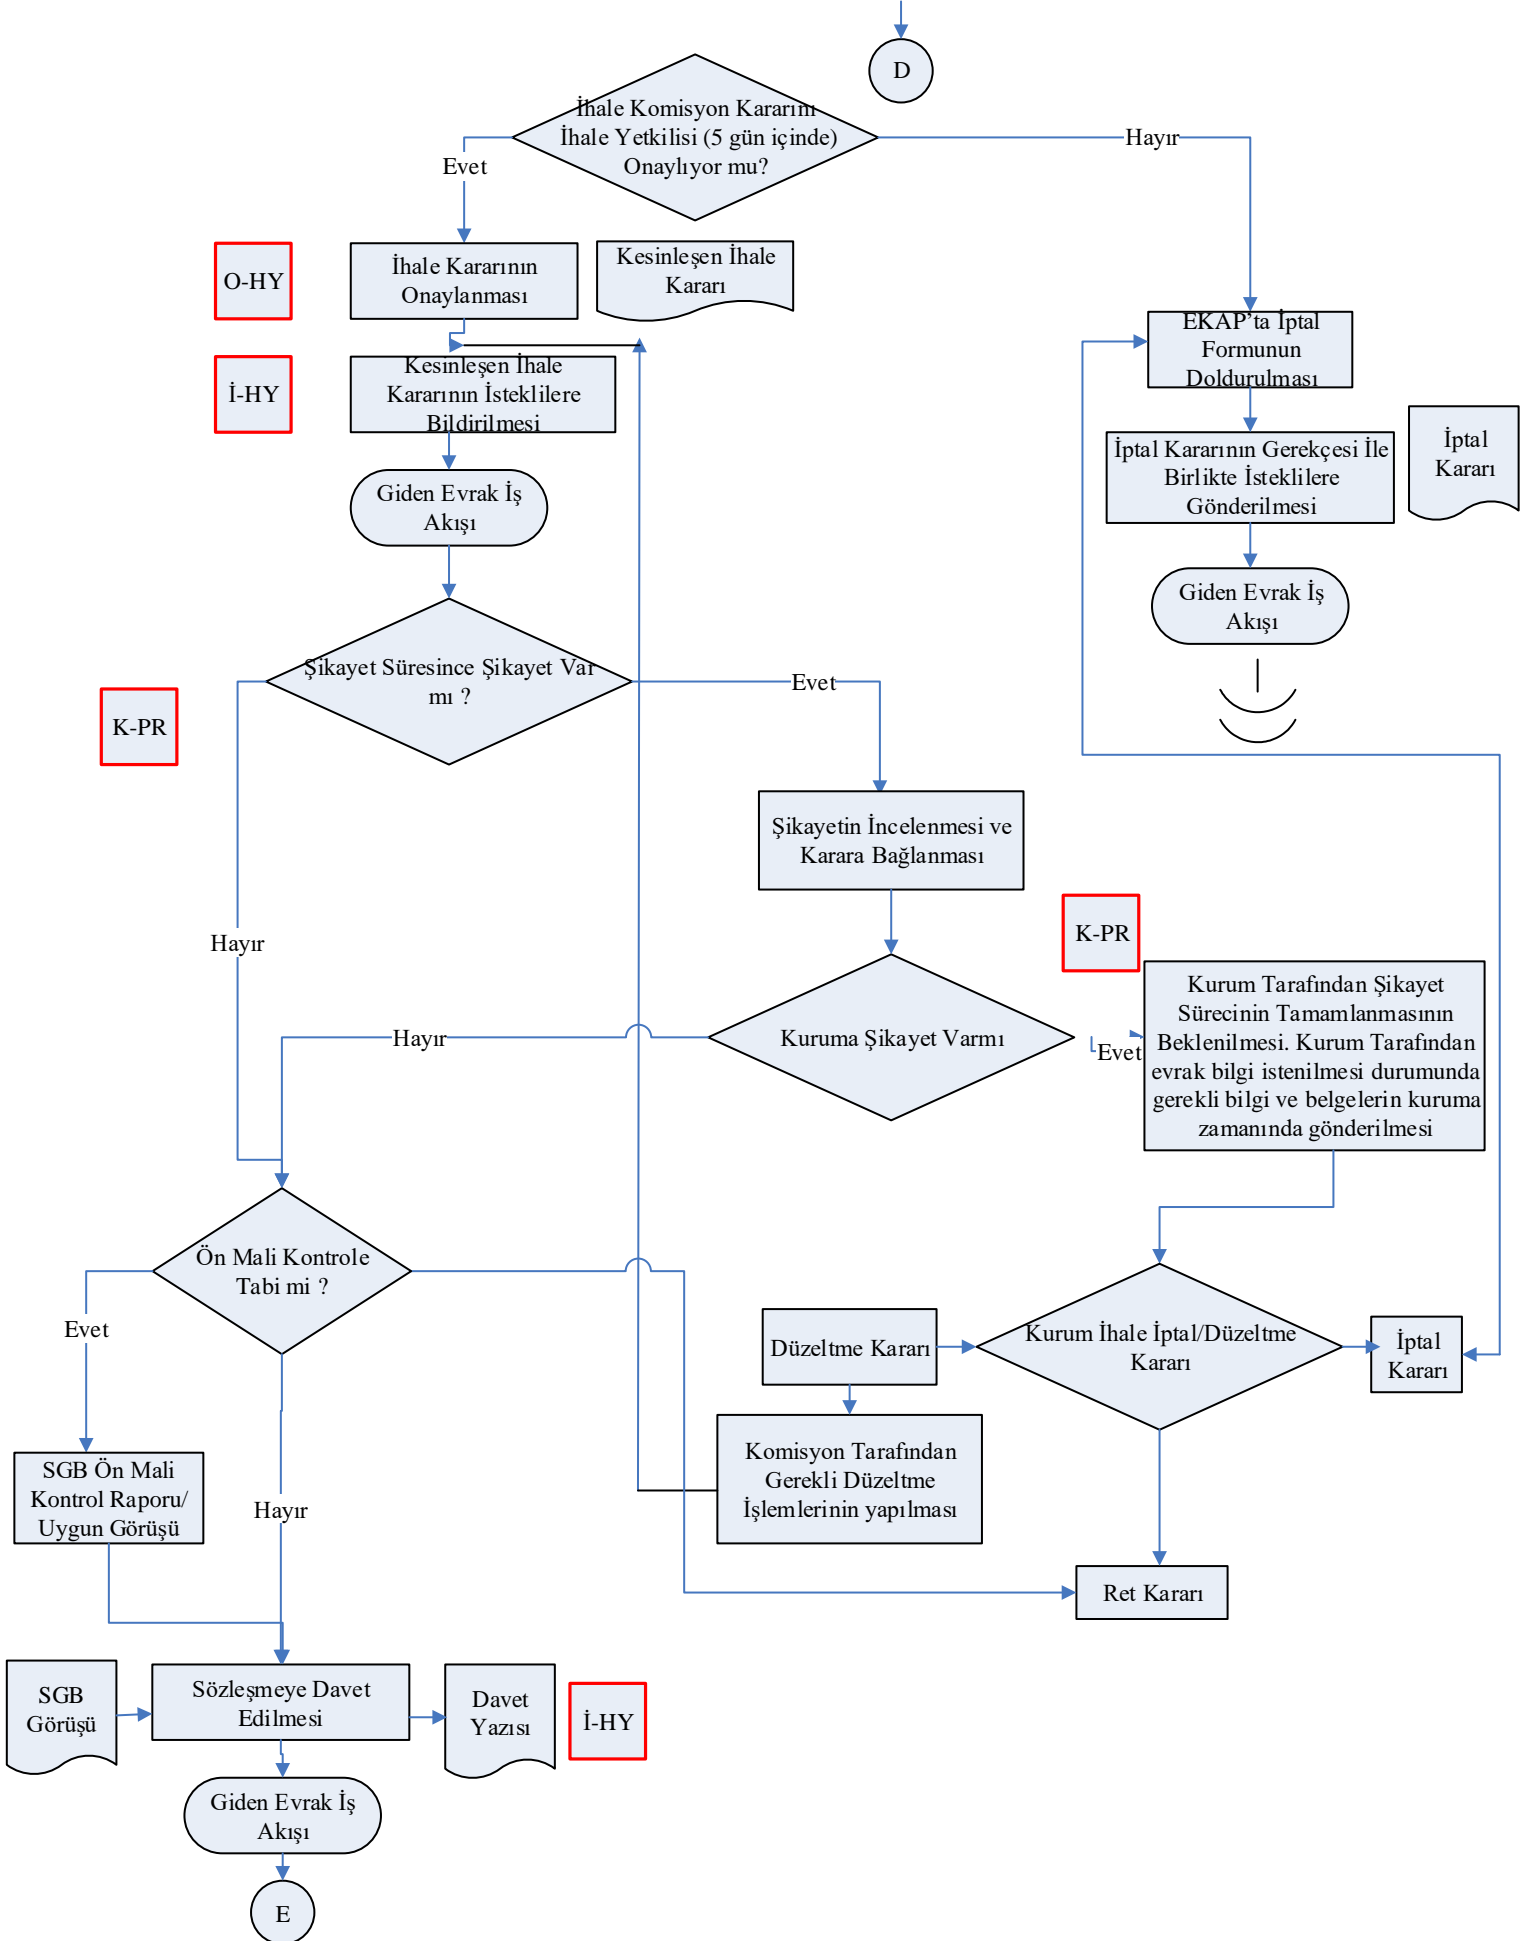 D
İhale Komisyon Kararını
İhale Yetkilisi (5 gün içinde)
Onaylıyor mu?
Evet
Hayır
O-HY
İhale Kararının
Onaylanması
Kesinleşen İhale
Kararı
EKAP’ta İptal
Formunun
Doldurulması
İ-HY
Kesinleşen İhale
Kararının İsteklilere
Bildirilmesi
İptal Kararının Gerekçesi İle
Birlikte İsteklilere
Gönderilmesi
İptal
Kararı
Giden Evrak İş
Akışı
Giden Evrak İş
Akışı
Şikayet Süresince Şikayet Var
mı ?
Evet
K-PR
Şikayetin İncelenmesi ve
Karara Bağlanması
Hayır
K-PR
Kuruma Şikayet Varmı
Hayır
Evet
Kurum Tarafından Şikayet
Sürecinin Tamamlanmasının
Beklenilmesi. Kurum Tarafından
evrak bilgi istenilmesi durumunda
gerekli bilgi ve belgelerin kuruma
zamanında gönderilmesi
Ön Mali Kontrole
Tabi mi ?
Evet
Düzeltme Kararı
Kurum İhale İptal/Düzeltme
Kararı
İptal
Kararı
SGB Ön Mali
Kontrol Raporu/
Uygun Görüşü
Hayır
Komisyon Tarafından
Gerekli Düzeltme
İşlemlerinin yapılması
Ret Kararı
SGB
Görüşü
Sözleşmeye Davet
Edilmesi
Davet
Yazısı
İ-HY
Giden Evrak İş
Akışı
E